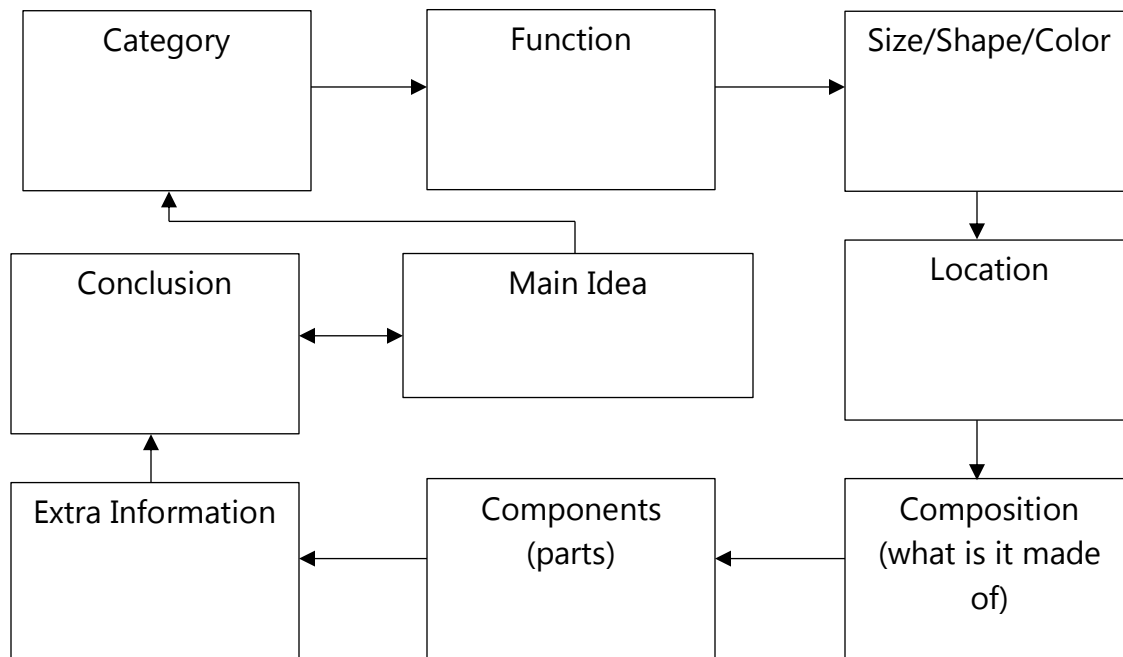 Category
Function
Size/Shape/Color
Conclusion
Main Idea
Location
Extra Information
Components
(parts)
Composition
(what is it made
of)